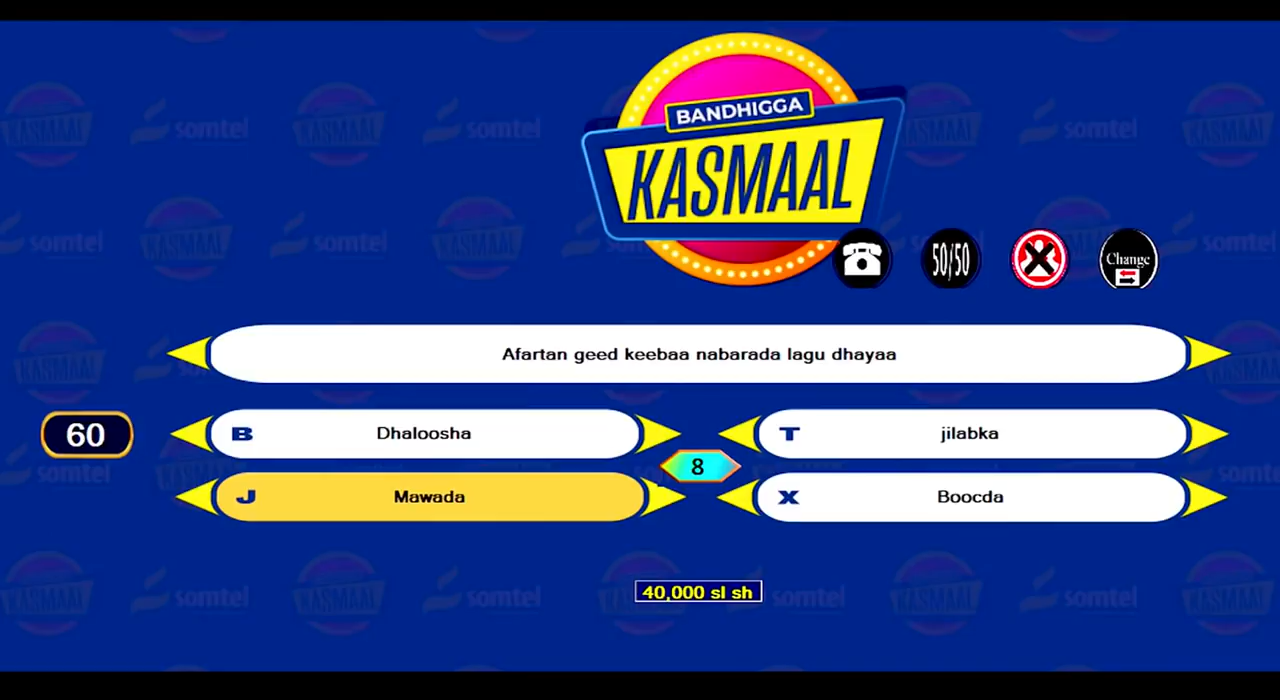 BANDHIGGA
KASMAAL
50/50
Change
Afartan geed keebaa nabarada lagu dhayaa
60
B Dhaloosha
T jilabka
8
J Mawada
X Boocda
40,000 sl sh
somtel